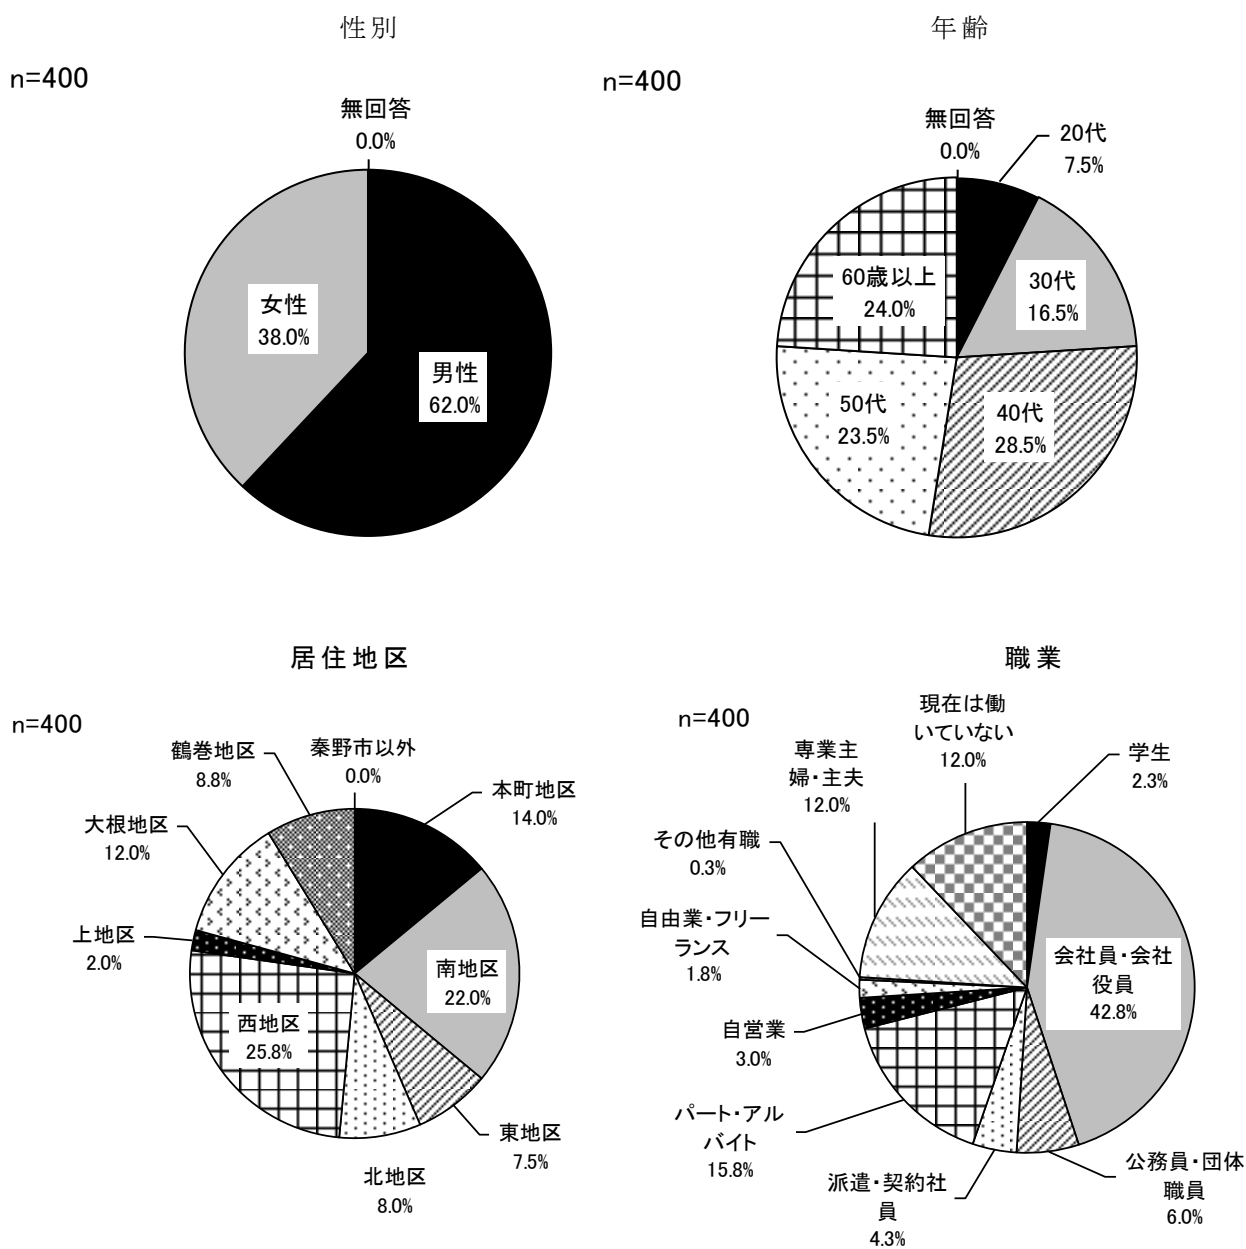 性別
n=400
無回答
0.0%
女性
38.0%
男性
62.0%
年齢
n=400
無回答
0.0%
20代
7.5%
30代
16.5%
40代
28.5%
50代
23.5%
60歳以上
24.0%
居住地区
n=400
秦野市以外
0.0%
本町地区
14.0%
南地区
22.0%
東地区
7.5%
北地区
8.0%
西地区
25.8%
上地区
2.0%
大根地区
12.0%
鶴巻地区
8.8%
職業
n=400
学生
2.3%
会社員・会社
役員
42.8%
公務員・団体
職員
6.0%
派遣・契約社
員
4.3%
パート・アル
バイト
15.8%
自営業
3.0%
自由業・フリー
ランス
1.8%
その他有職
0.3%
専業主
婦・主夫
12.0%
現在は働
いていない
12.0%